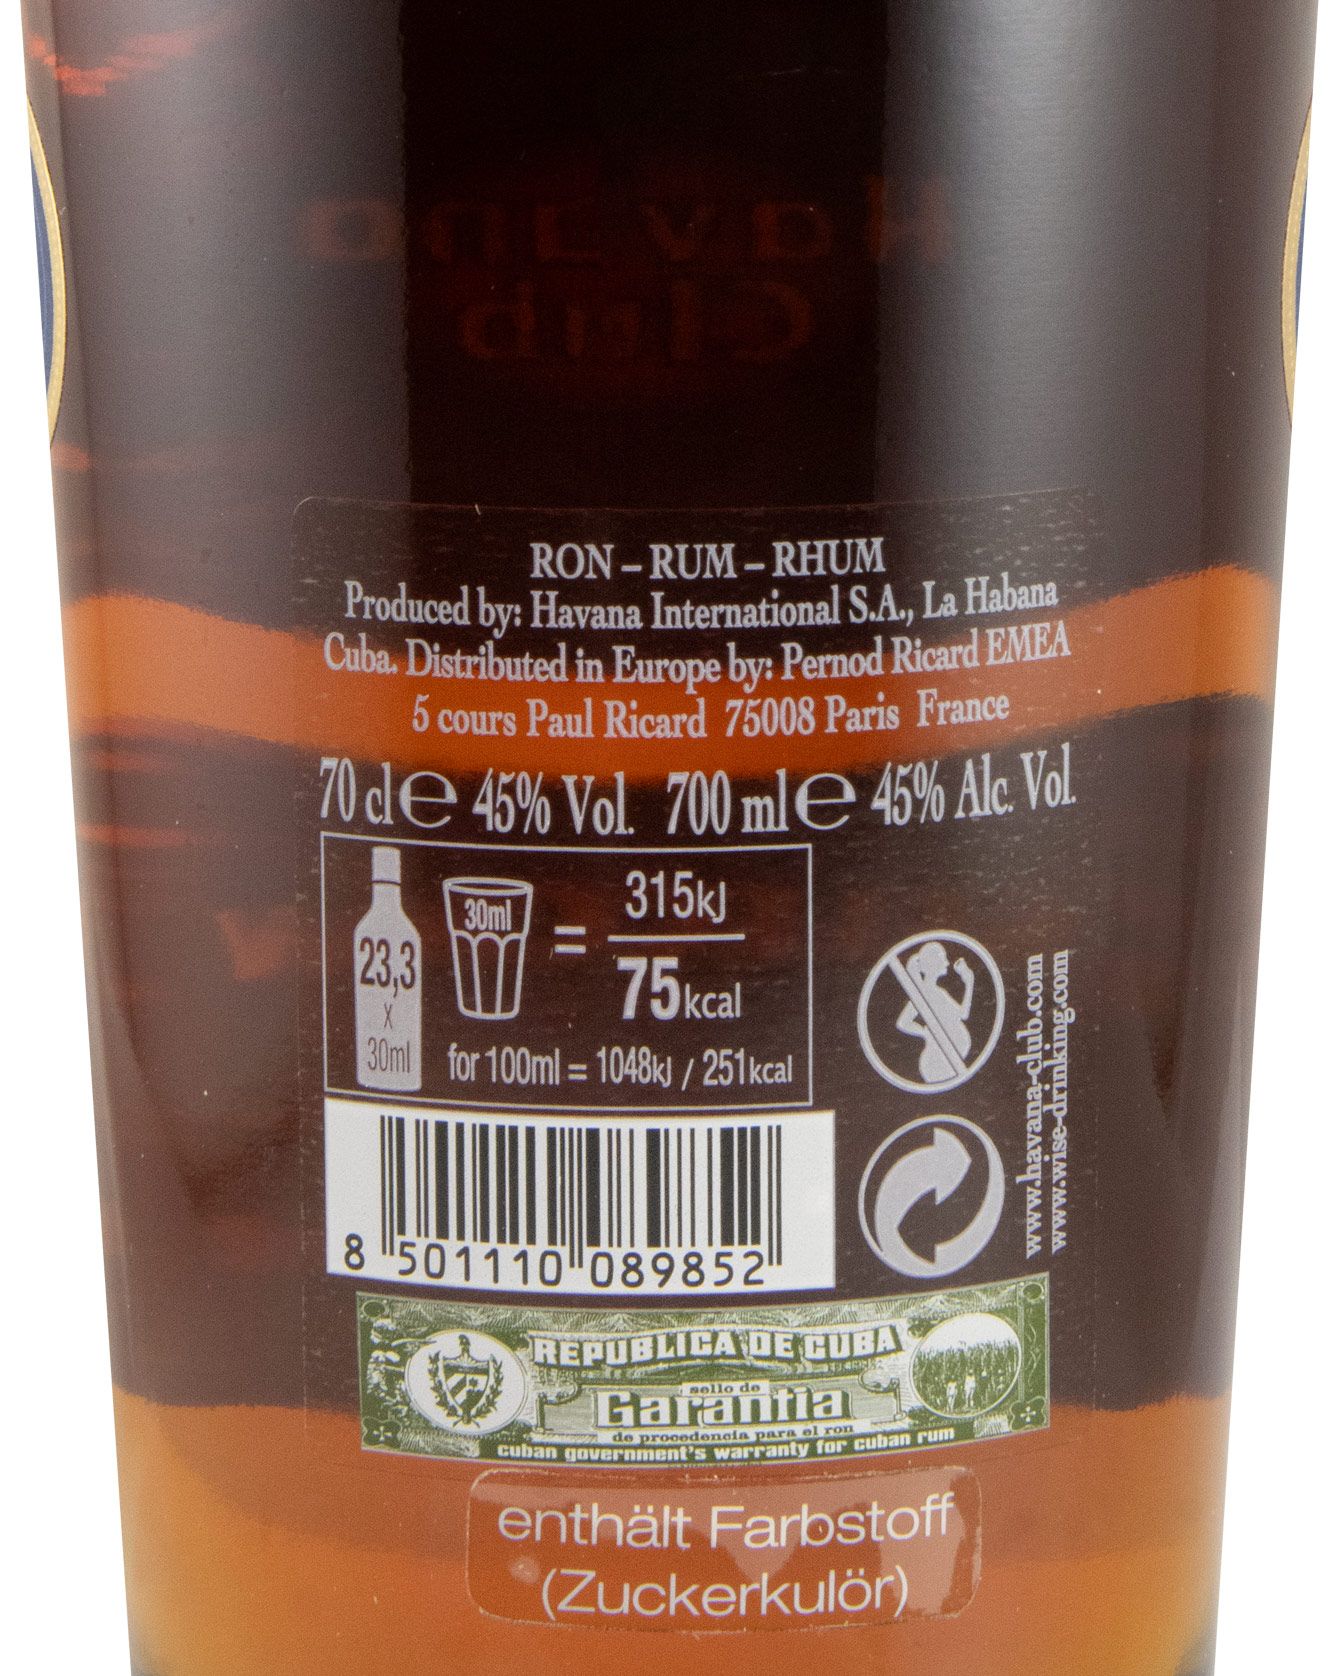 Havana
Club
RON – RUM – RHUM
Produced by: Havana International S.A., La Habana
Cuba. Distributed in Europe by: Pernod Ricard EMEA
5 cours Paul Ricard 75008 Paris France
70 cl e 45% Vol. 700 ml e 45% Alc. Vol.
23,3
x
30ml
30ml
=
315kJ
75kcal
for 100ml = 1048kJ / 251kcal
www.havana-club.com
www.wise-drinking.com
8 501110 089852
REPUBLICA DE CUBA
sello de
Garantia
de procedencia para el ron
cuban government's warranty for cuban rum
enthält Farbstoff
(Zuckerkulör)